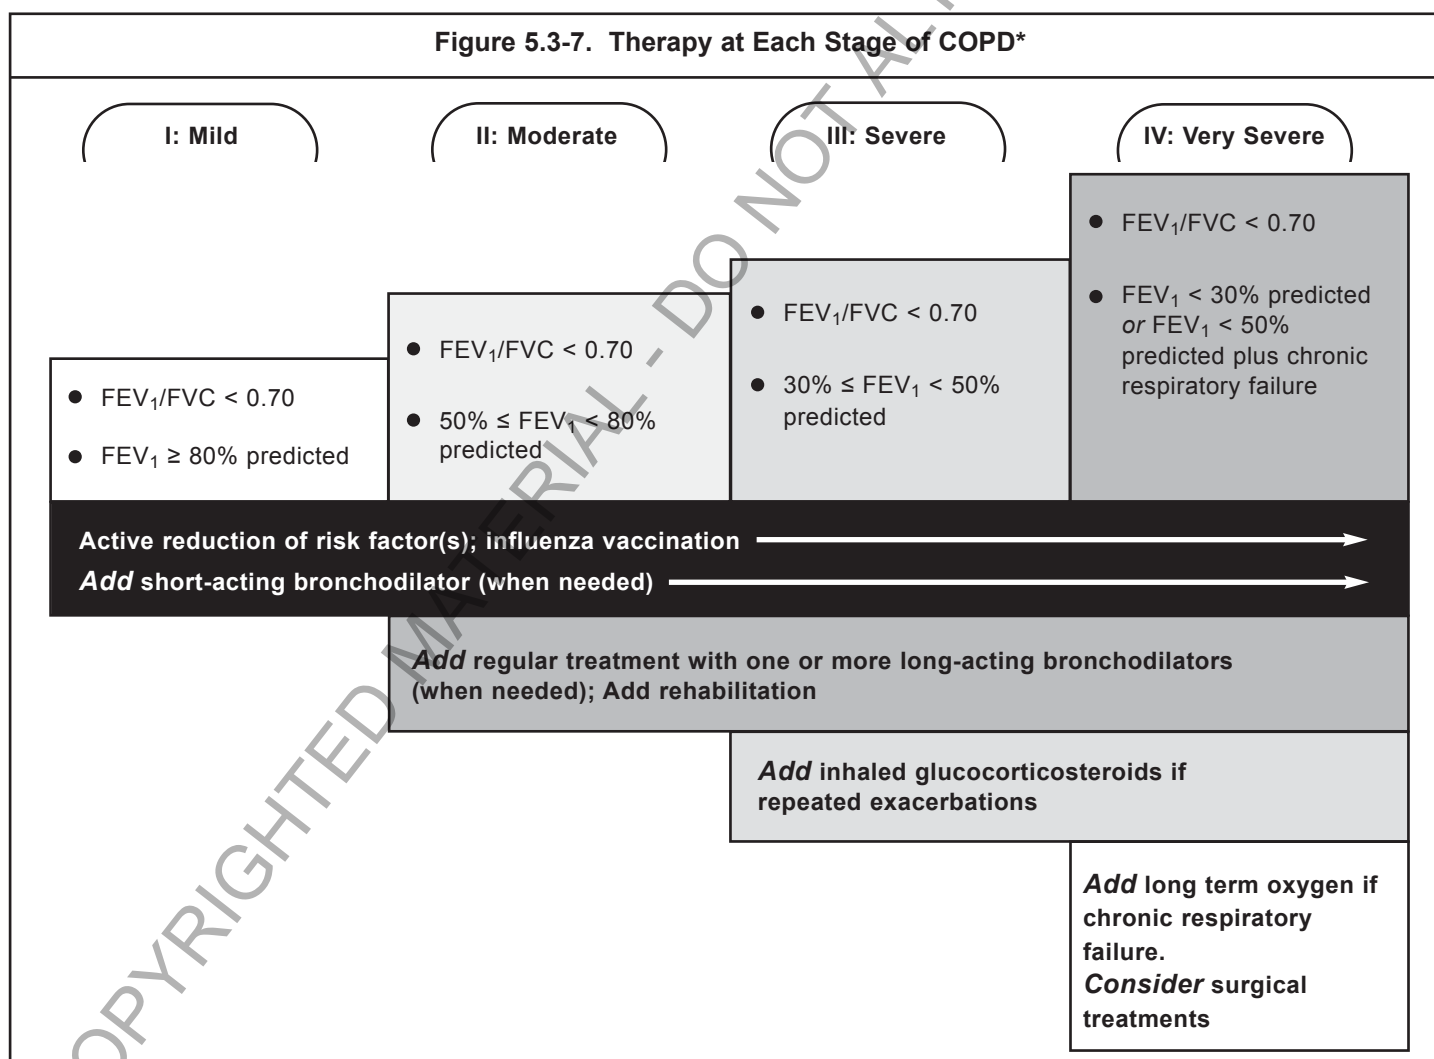 Figure 5.3-7. Therapy at Each Stage of COPD*
I: Mild
II: Moderate
III: Severe
IV: Very Severe
• FEV₁/FVC < 0.70
• FEV₁ ≥ 80% predicted
• FEV₁/FVC < 0.70
• 50% ≤ FEV₁ < 80%
predicted
• FEV₁/FVC < 0.70
• 30% ≤ FEV₁ < 50%
predicted
• FEV₁/FVC < 0.70
• FEV₁ < 30% predicted
or FEV₁ < 50%
predicted plus chronic
respiratory failure
Active reduction of risk factor(s); influenza vaccination
Add short-acting bronchodilator (when needed)
Add regular treatment with one or more long-acting bronchodilators
(when needed); Add rehabilitation
Add inhaled glucocorticosteroids if
repeated exacerbations
Add long term oxygen if
chronic respiratory
failure.
Consider surgical
treatments
COPYRIGHTED MATERIAL - DO NOT